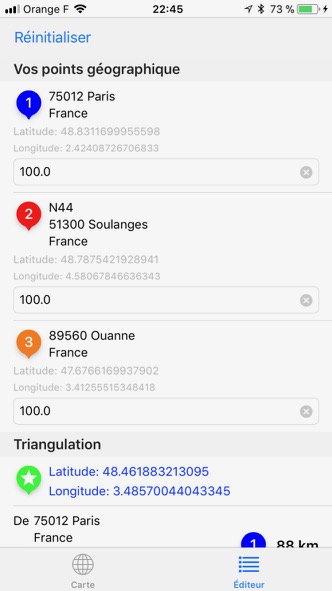 Orange F 22:45 73 %
Réinitialiser
Vos points géographique
1
75012 Paris
France
Latitude: 48.8311699955598
Longitude: 2.42408726706833
100.0
2
N44
51300 Soulanges
France
Latitude: 48.7875421928941
Longitude: 4.58067846636343
100.0
3
89560 Ouanne
France
Latitude: 47.6766169937902
Longitude: 3.41255515348418
100.0
Triangulation
Latitude: 48.461883213095
Longitude: 3.48570044043345
De 75012 Paris
France
1 88 km
Carte
Éditeur